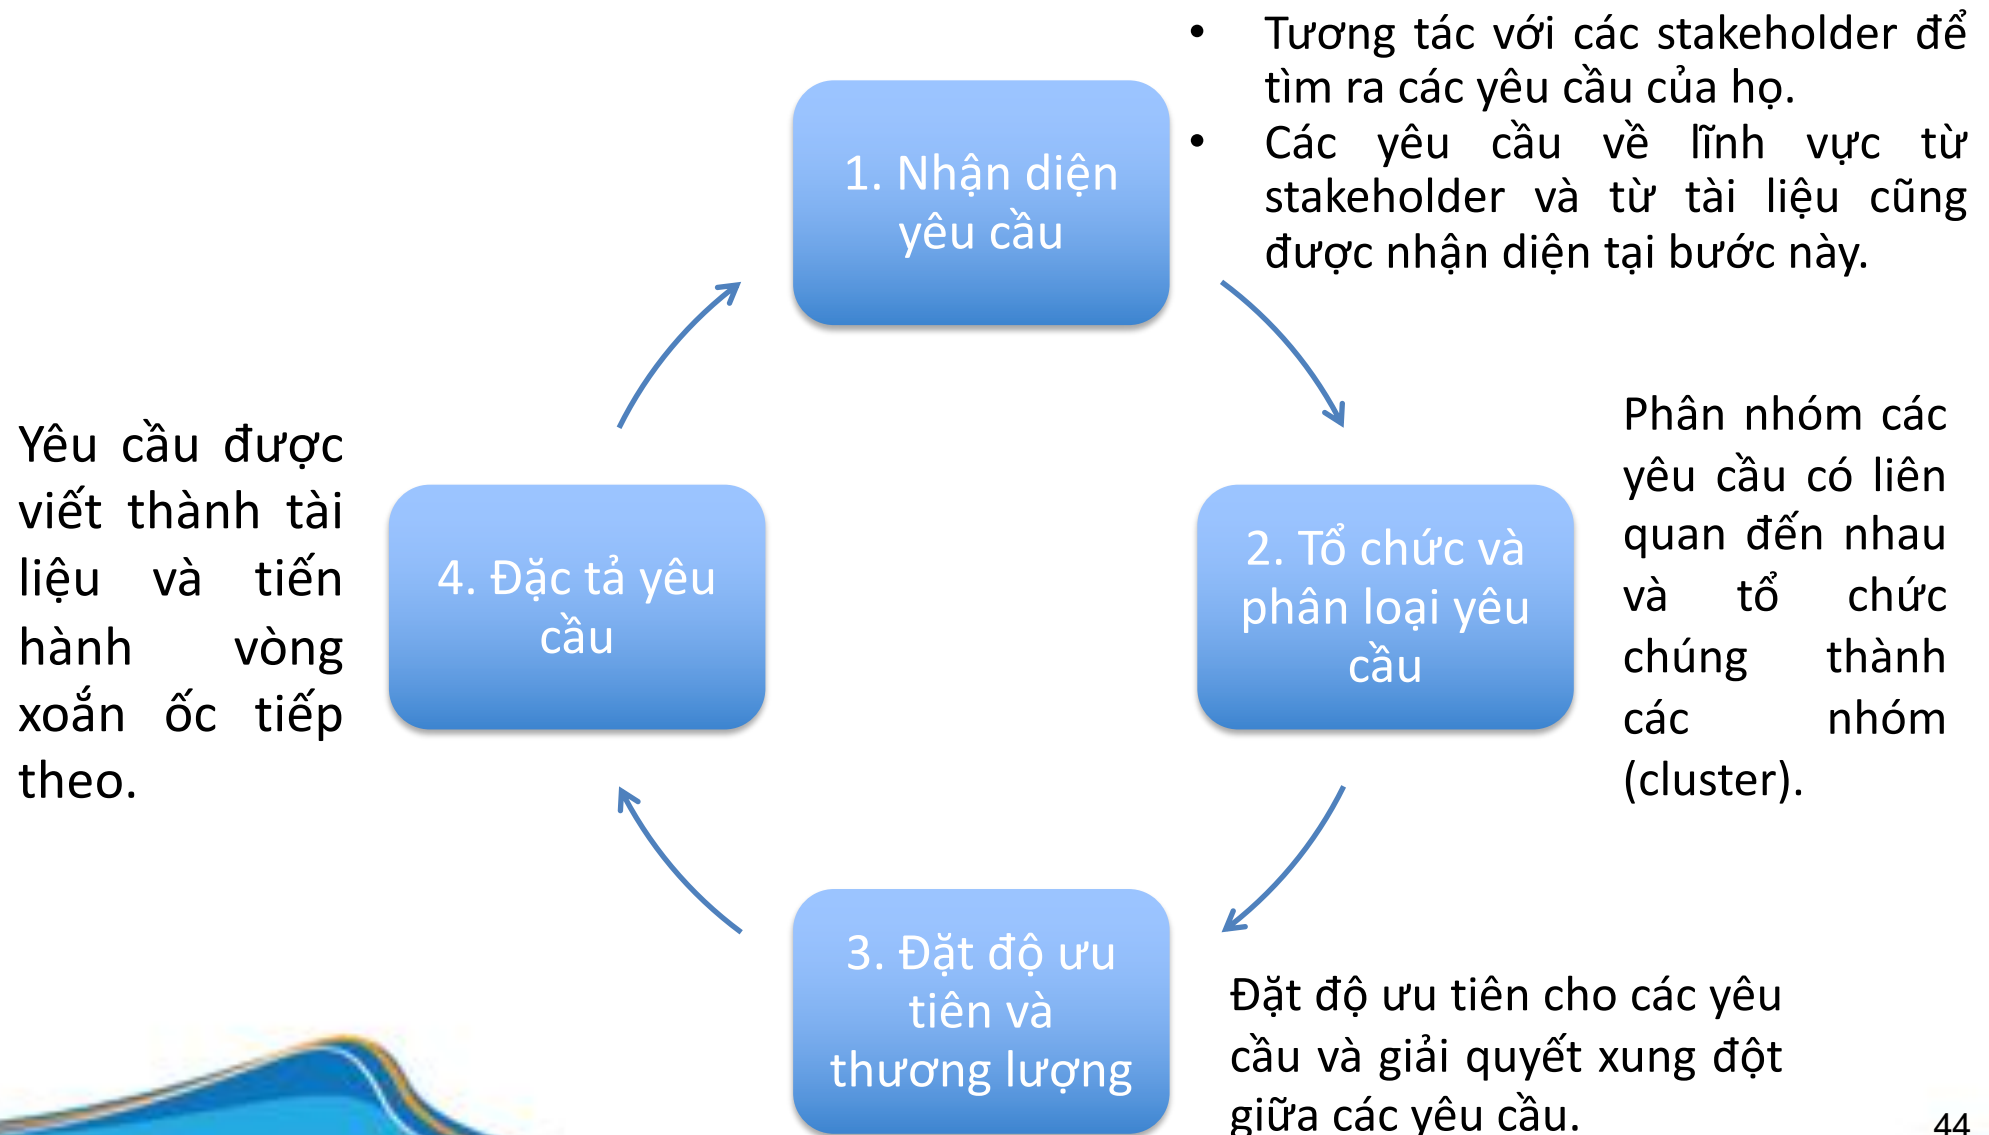 • Tương tác với các stakeholder để
tìm ra các yêu cầu của họ.
• Các yêu cầu về lĩnh vực từ
stakeholder và từ tài liệu cũng
được nhận diện tại bước này.
1. Nhận diện
yêu cầu
2. Tổ chức và
phân loại yêu
cầu
Phân nhóm các
yêu cầu có liên
quan đến nhau
và tổ chức
chúng thành
các nhóm
(cluster).
3. Đặt độ ưu
tiên và
thương lượng
Đặt độ ưu tiên cho các yêu
cầu và giải quyết xung đột
giữa các yêu cầu.
4. Đặc tả yêu
cầu
Yêu cầu được
viết thành tài
liệu và tiến
hành vòng
xoắn ốc tiếp
theo.
44